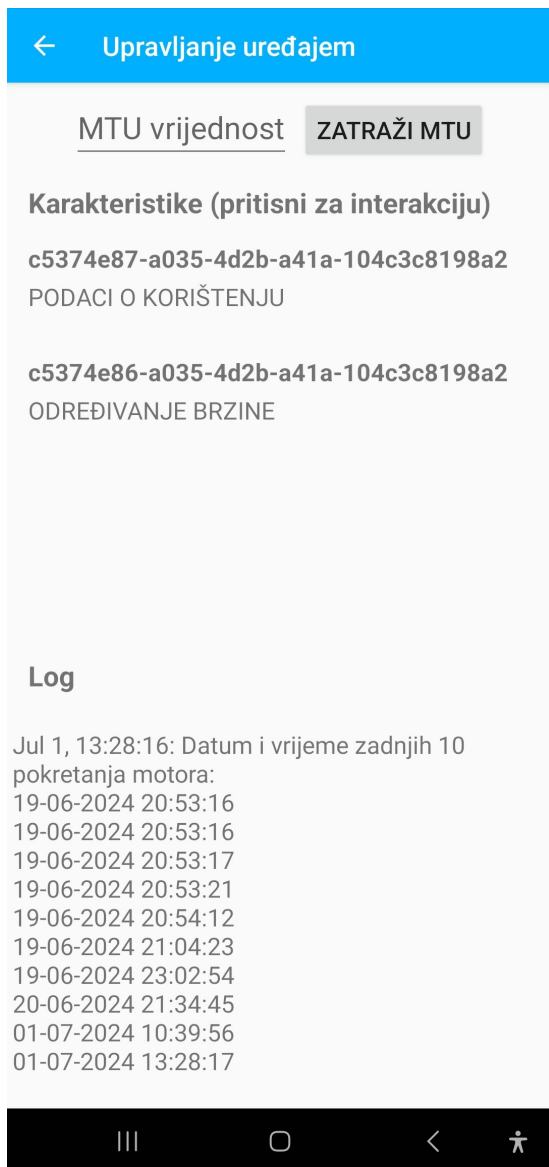 Upravljanje uređajem
MTU vrijednost ZATRAŽI MTU
Karakteristike (pritisni za interakciju)
c5374e87-a035-4d2b-a41a-104c3c8198a2
PODACI O KORIŠTENJU
c5374e86-a035-4d2b-a41a-104c3c8198a2
ODREĐIVANJE BRZINE
Log
Jul 1, 13:28:16: Datum i vrijeme zadnjih 10
pokretanja motora:
19-06-2024 20:53:16
19-06-2024 20:53:16
19-06-2024 20:53:17
19-06-2024 20:53:21
19-06-2024 20:54:12
19-06-2024 21:04:23
19-06-2024 23:02:54
20-06-2024 21:34:45
01-07-2024 10:39:56
01-07-2024 13:28:17